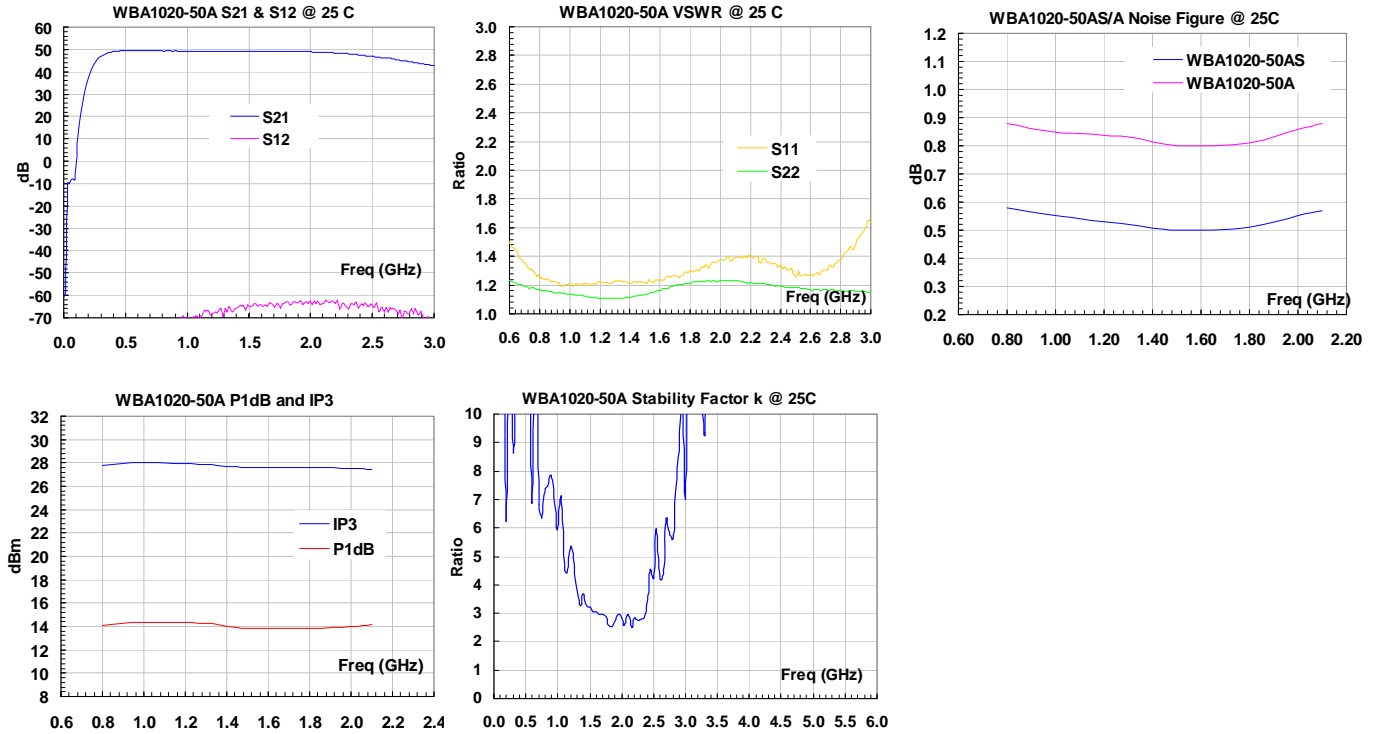 WBA1020-50A S21 & S12 @ 25 C
60
50
40
30
20
10
0
-10
-20
-30
-40
-50
-60
-70
dB
S21
S12
Freq (GHz)
0.0 0.5 1.0 1.5 2.0 2.5 3.0
WBA1020-50A VSWR @ 25 C
3.0
2.8
2.6
2.4
2.2
2.0
1.8
1.6
1.4
1.2
1.0
Ratio
S11
S22
Freq (GHz)
0.6 0.8 1.0 1.2 1.4 1.6 1.8 2.0 2.2 2.4 2.6 2.8 3.0
WBA1020-50AS/A Noise Figure @ 25C
1.2
1.1
1.0
0.9
0.8
0.7
0.6
0.5
0.4
0.3
0.2
dB
WBA1020-50AS
WBA1020-50A
Freq (GHz)
0.60 0.80 1.00 1.20 1.40 1.60 1.80 2.00 2.20
WBA1020-50A P1dB and IP3
32
30
28
26
24
22
20
18
16
14
12
10
8
dBm
IP3
P1dB
Freq (GHz)
0.6 0.8 1.0 1.2 1.4 1.6 1.8 2.0 2.2 2.4
WBA1020-50A Stability Factor k @ 25C
10
9
8
7
6
5
4
3
2
1
0
Ratio
Freq (GHz)
0.0 0.5 1.0 1.5 2.0 2.5 3.0 3.5 4.0 4.5 5.0 5.5 6.0